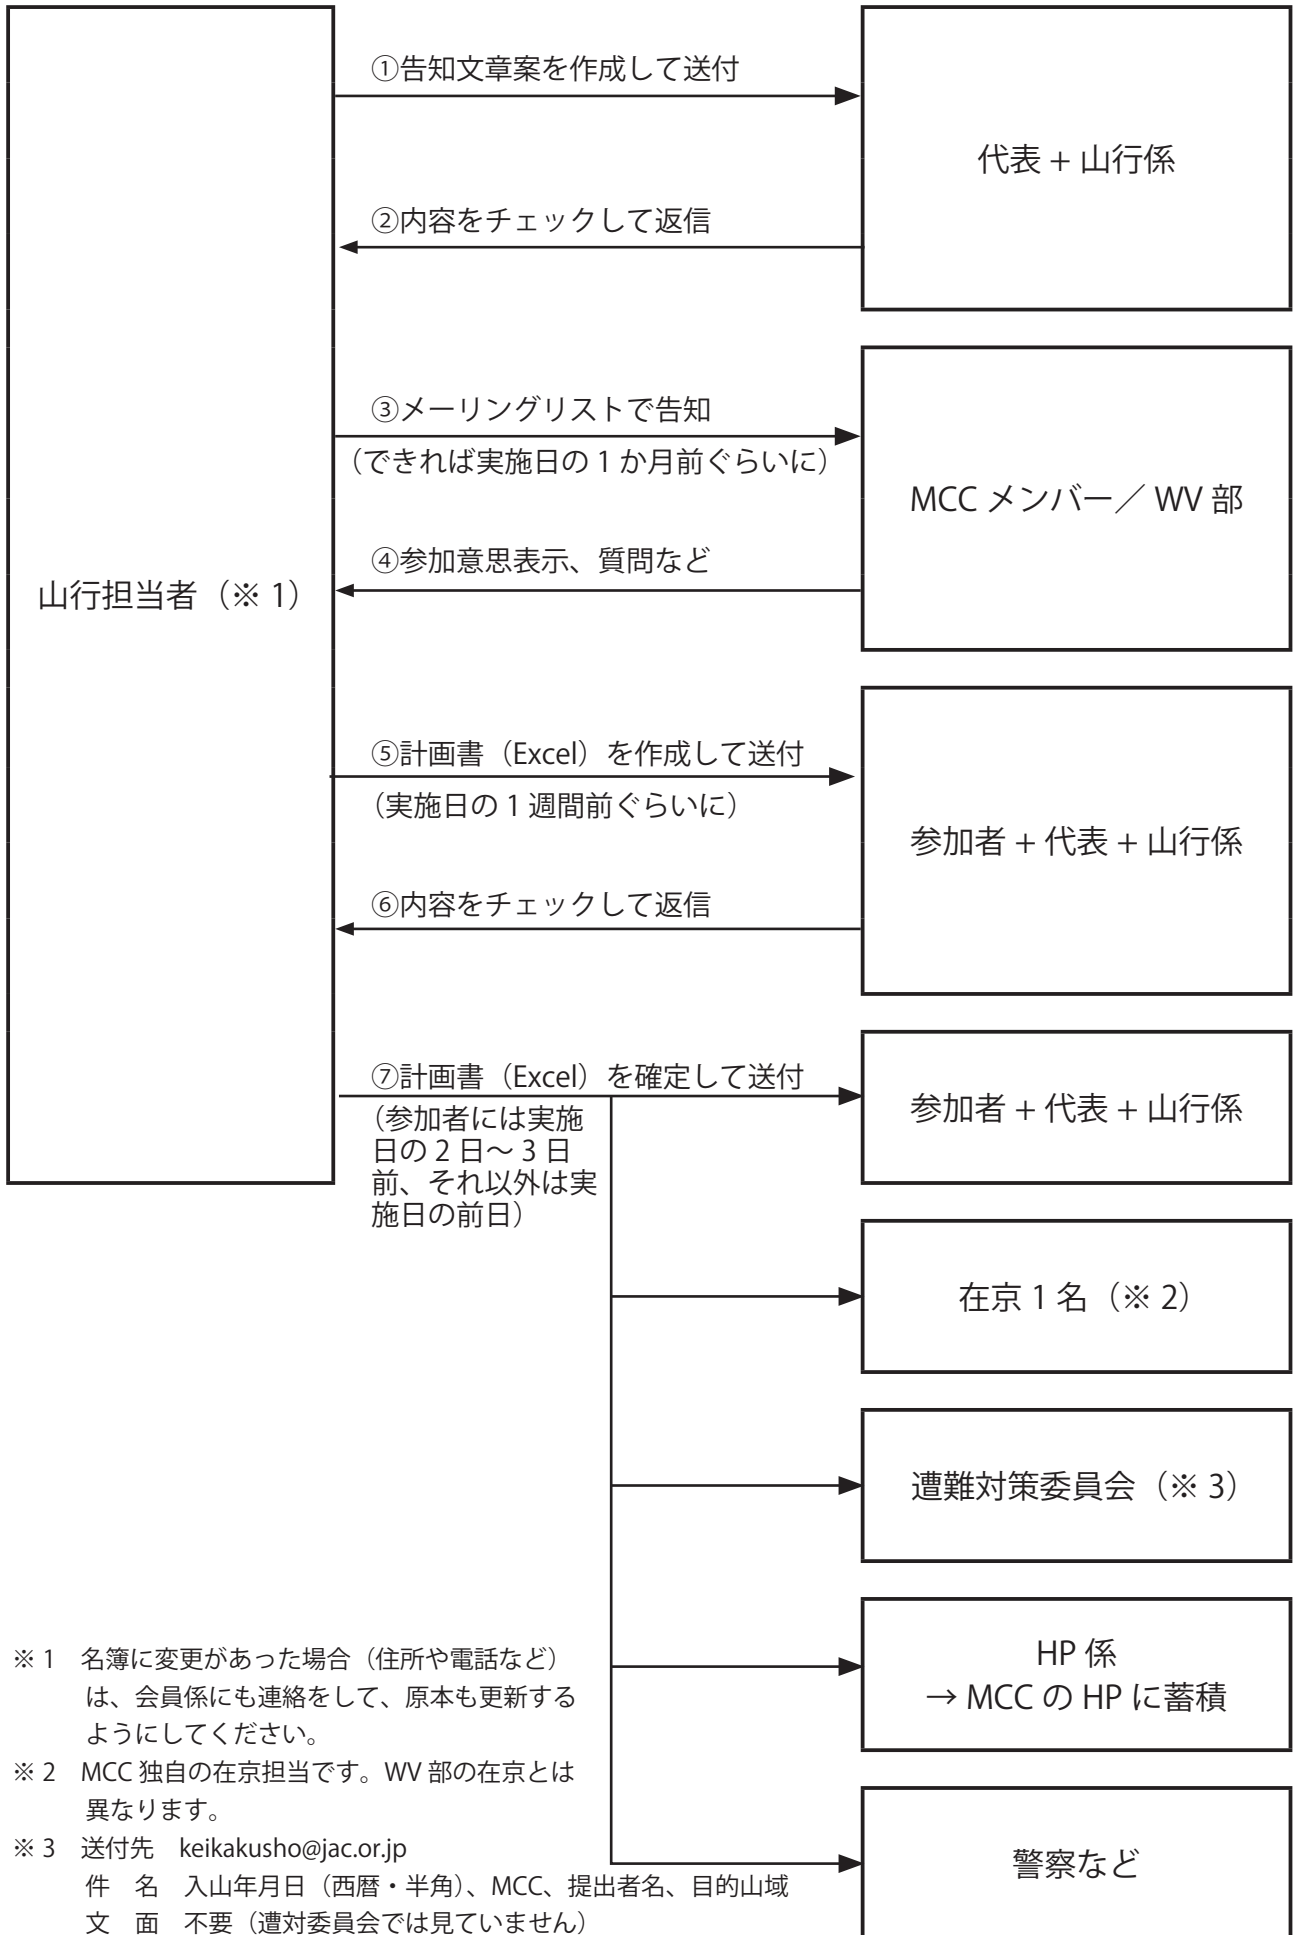 ①告知文章案を作成して送付
代表 + 山行係
②内容をチェックして返信
③メーリングリストで告知
（できれば実施日の 1 か月前ぐらいに）
MCC メンバー／ WV 部
④参加意思表示、質問など
山行担当者（※ 1）
⑤計画書（Excel）を作成して送付
（実施日の 1 週間前ぐらいに）
参加者 + 代表 + 山行係
⑥内容をチェックして返信
⑦計画書（Excel）を確定して送付
（参加者には実施
日の 2 日～ 3 日
前、それ以外は実
施日の前日）
参加者 + 代表 + 山行係
在京 1 名（※ 2）
遭難対策委員会（※ 3）
HP 係
→ MCC の HP に蓄積
警察など
※ 1　名簿に変更があった場合（住所や電話など）
は、会員係にも連絡をして、原本も更新する
ようにしてください。
※ 2　MCC 独自の在京担当です。WV 部の在京とは
異なります。
※ 3　送付先　keikakusho@jac.or.jp
件　名　入山年月日（西暦・半角）、MCC、提出者名、目的山域
文　面　不要（遭対委員会では見ていません）